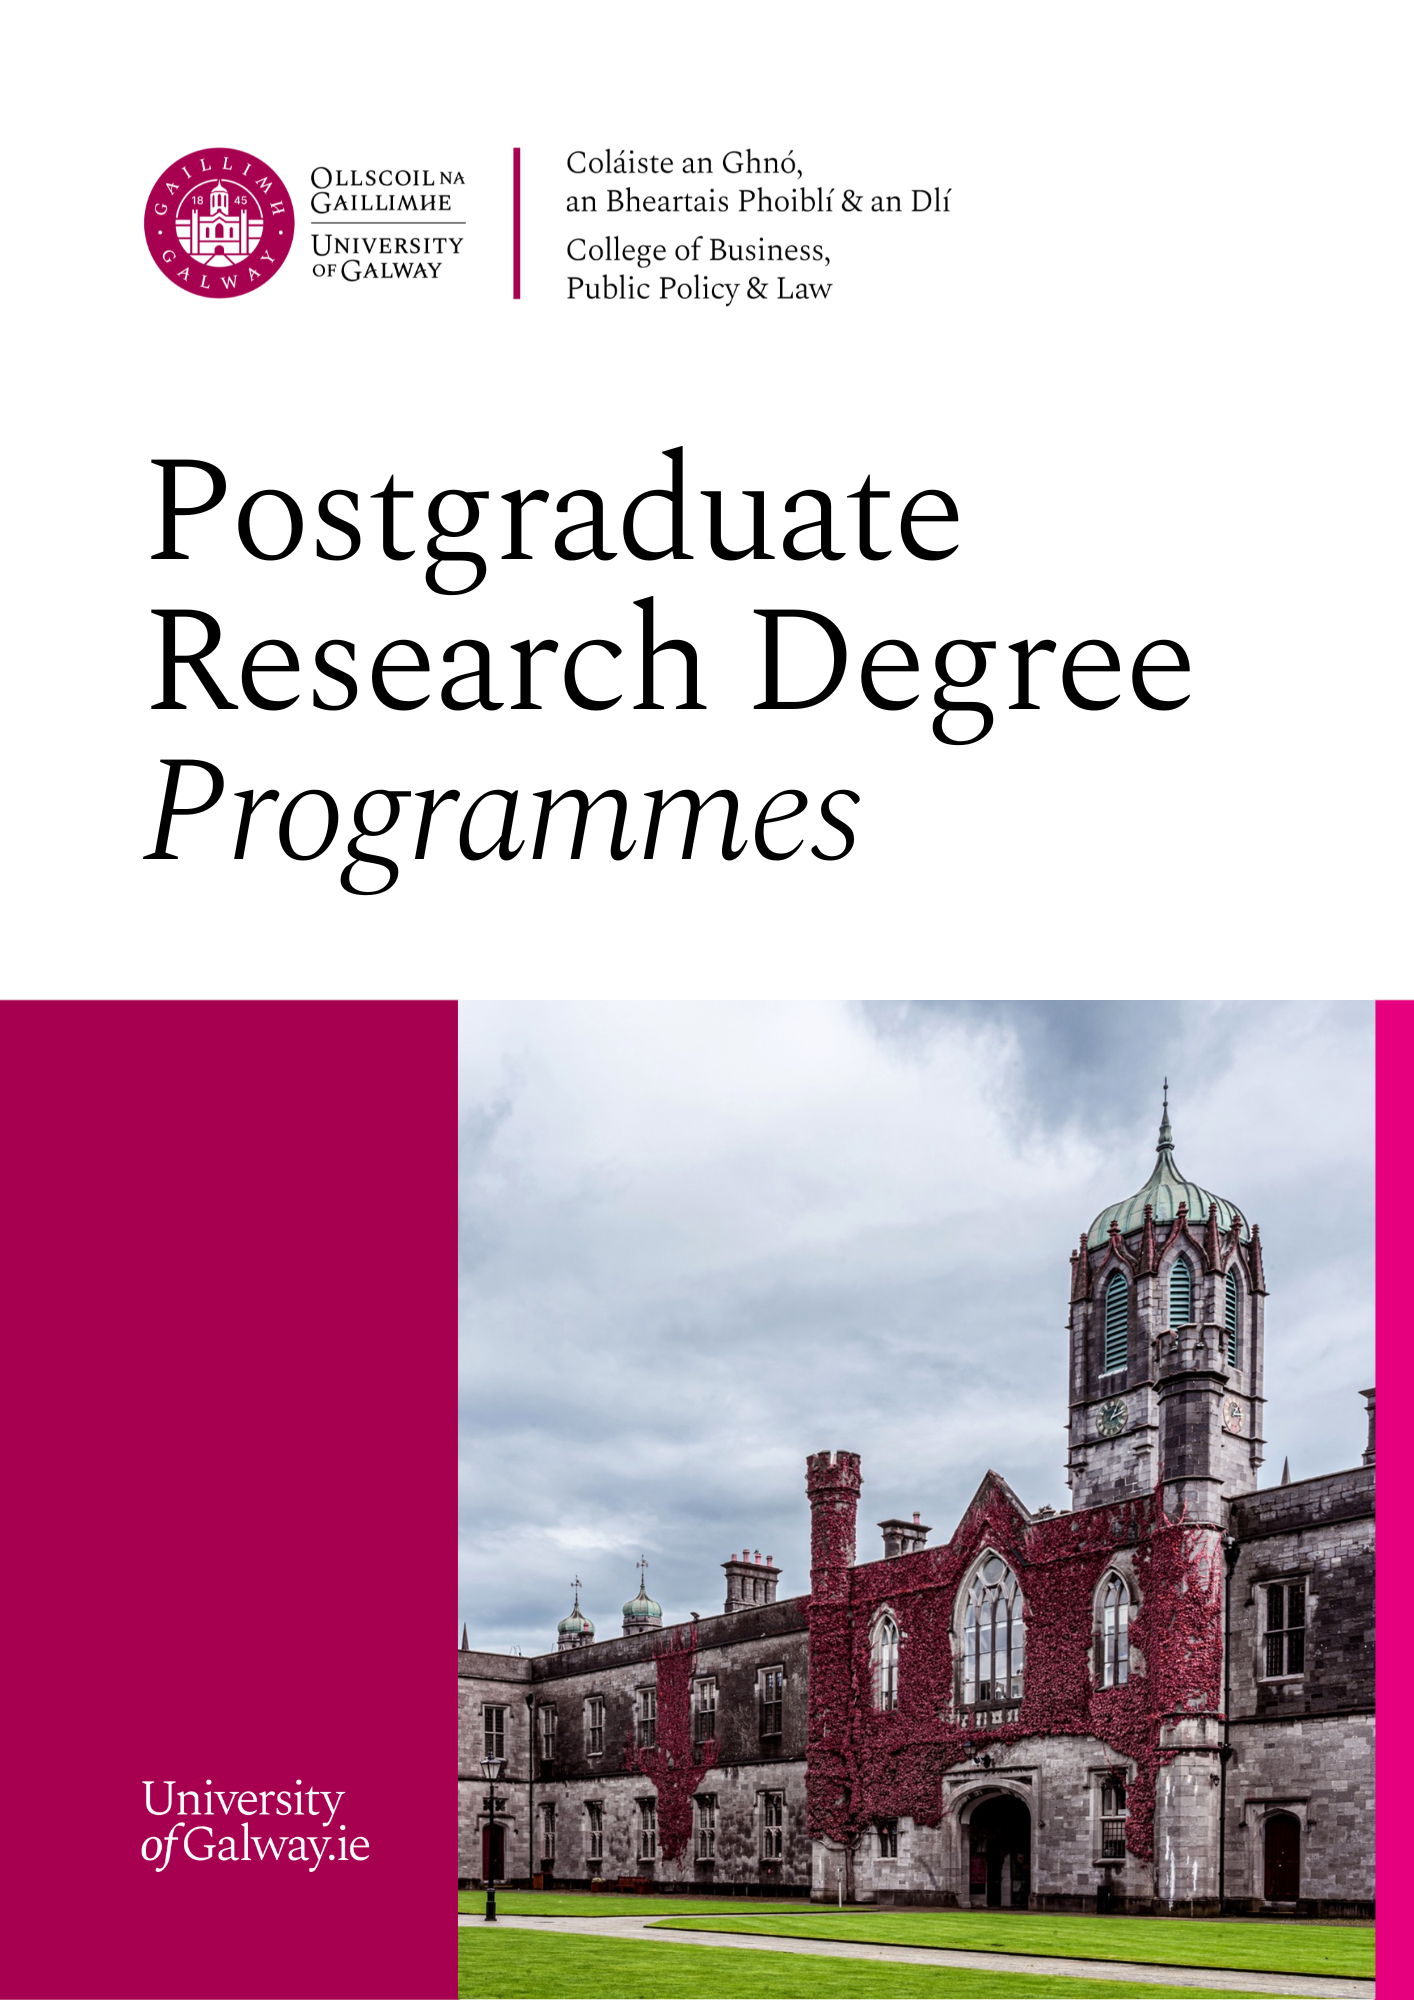 GAILLIMH
18 45
GALWAY
OLLSCOIL NA
GAILLIMHE
UNIVERSITY
OF GALWAY
Coláiste an Ghnó,
an Bheartais Phoiblí & an Dlí
College of Business,
Public Policy & Law
Postgraduate
Research Degree
Programmes
University
of Galway.ie